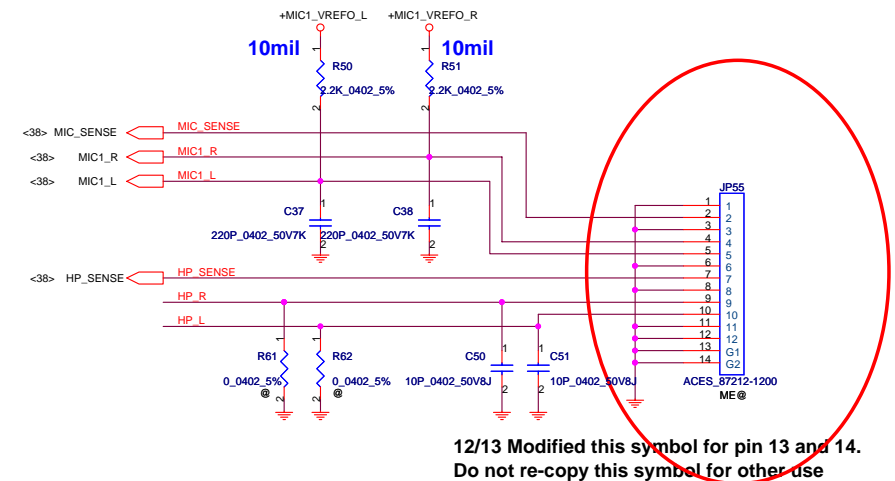 +MIC1_VREFO_L +MIC1_VREFO_R
10mil 10mil
1 1
R50 R51
2.2K_0402_5% 2.2K_0402_5%
2 2
<38> MIC_SENSE MIC_SENSE
<38> MIC1_R MIC1_R
<38> MIC1_L MIC1_L
JP55
1 1
2 2
3 3
4 4
5 5
6 6
7 7
8 8
9 9
10 10
11 11
12 12
13 G1
14 G2
ACES_87212-1200
ME@
C37 1 C38 1
220P_0402_50V7K 220P_0402_50V7K
2 2
<38> HP_SENSE HP_SENSE
HP_R
HP_L
1 1 1 1
R61 R62 C50 C51
0_0402_5% 0_0402_5% 10P_0402_50V8J 10P_0402_50V8J
@ @
2 2 2 2
12/13 Modified this symbol for pin 13 and 14.
Do not re-copy this symbol for other use